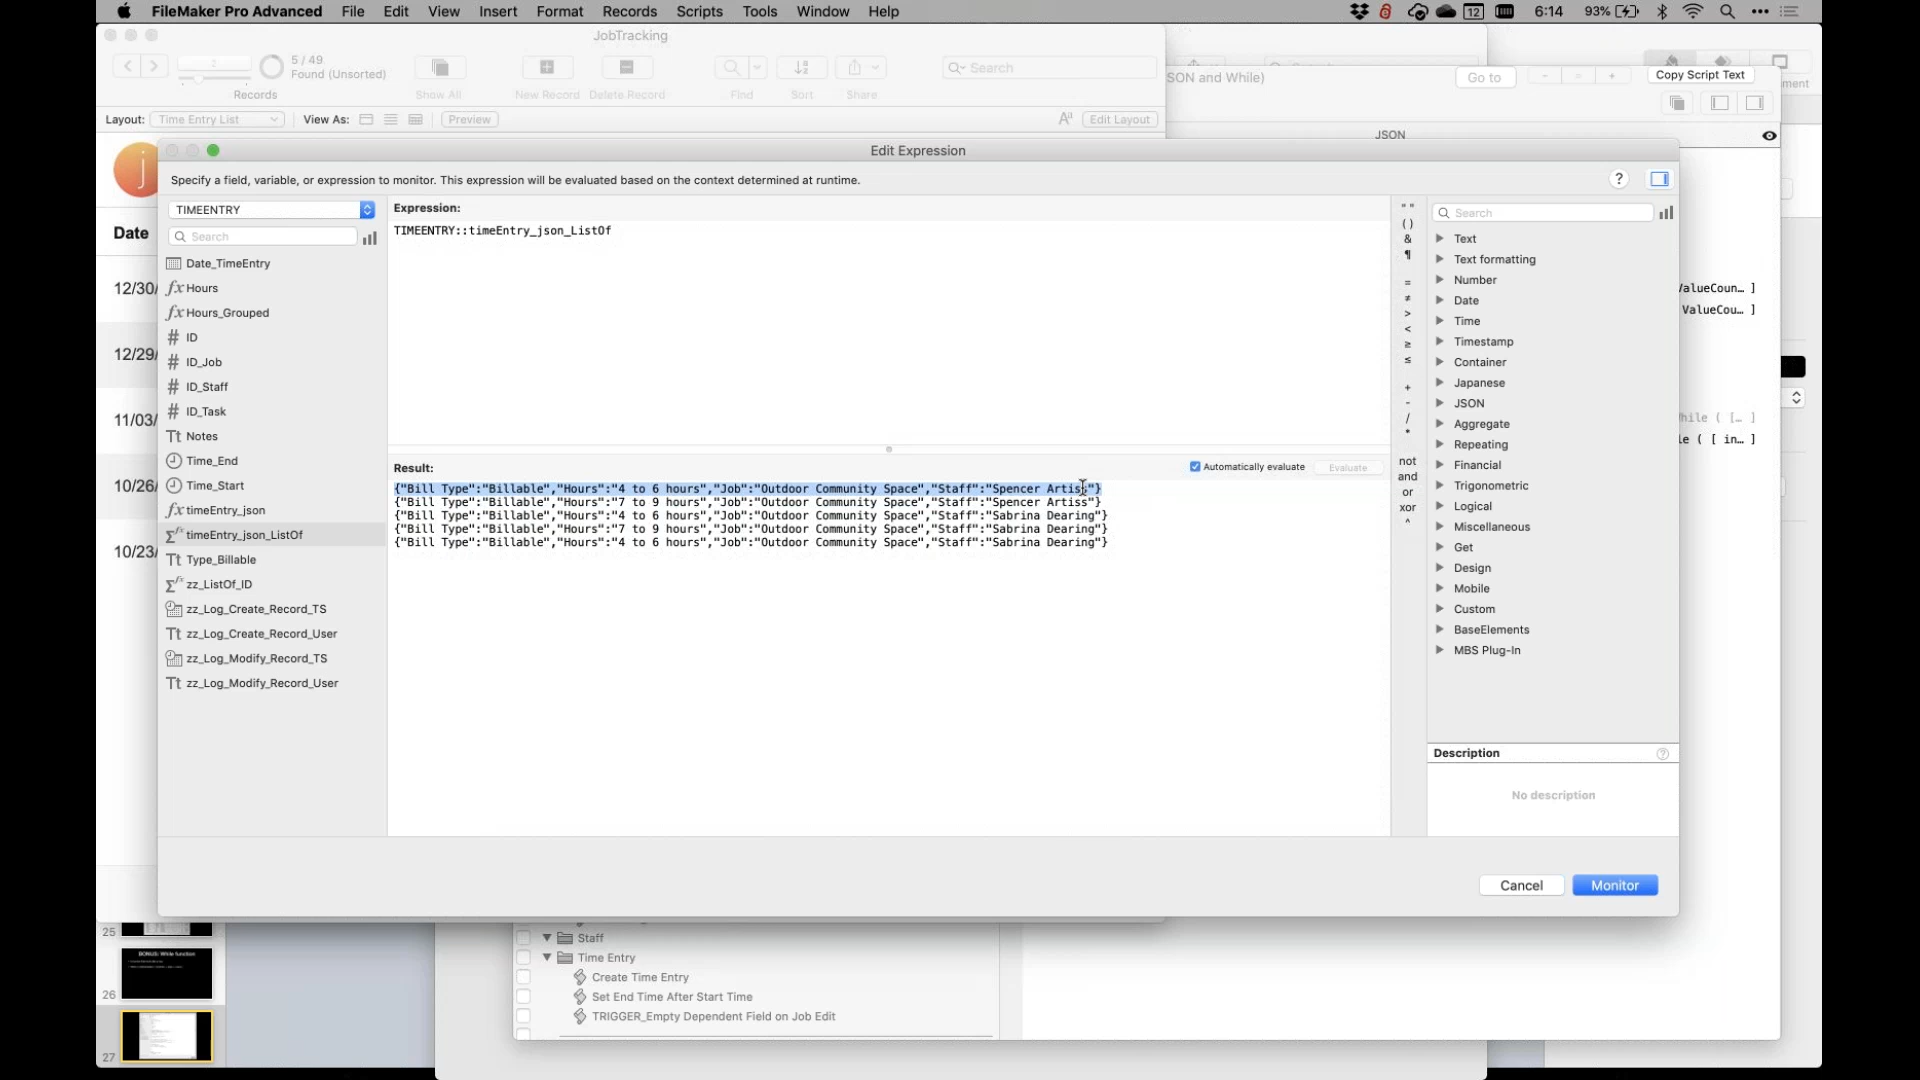 FileMaker Pro Advanced File Edit View Insert Format Records Scripts Tools Window Help 12 6:14 93%
JobTracking
2
5 / 49
Found (Unsorted)
Records
Show All
New Record Delete Record
Find
Sort
Share
Search
SON and While)
Go to
Copy Script Text
Layout: Time Entry List View As: Preview Edit Layout
JSON
Edit Expression
Specify a field, variable, or expression to monitor. This expression will be evaluated based on the context determined at runtime.
TIMEENTRY
Search
Date_TimeEntry
Hours
Hours_Grouped
ID
ID_Job
ID_Staff
ID_Task
Notes
Time_End
Time_Start
timeEntry_json
timeEntry_json_ListOf
Type_Billable
zz_ListOf_ID
zz_Log_Create_Record_TS
zz_Log_Create_Record_User
zz_Log_Modify_Record_TS
zz_Log_Modify_Record_User
Expression:
TIMEENTRY::timeEntry_json_ListOf
Result:
Automatically evaluate
Evaluate
{"Bill Type":"Billable","Hours":"4 to 6 hours","Job":"Outdoor Community Space","Staff":"Spencer Artiss"}
{"Bill Type":"Billable","Hours":"7 to 9 hours","Job":"Outdoor Community Space","Staff":"Spencer Artiss"}
{"Bill Type":"Billable","Hours":"4 to 6 hours","Job":"Outdoor Community Space","Staff":"Sabrina Dearing"}
{"Bill Type":"Billable","Hours":"7 to 9 hours","Job":"Outdoor Community Space","Staff":"Sabrina Dearing"}
{"Bill Type":"Billable","Hours":"4 to 6 hours","Job":"Outdoor Community Space","Staff":"Sabrina Dearing"}
" "
( )
&
¶
=
≠
>
<
≥
≤
+
-
/
*
not
and
or
xor
^
Search
Text
Text formatting
Number
Date
Time
Timestamp
Container
Japanese
JSON
Aggregate
Repeating
Financial
Trigonometric
Logical
Miscellaneous
Get
Design
Mobile
Custom
BaseElements
MBS Plug-In
Description
No description
Cancel
Monitor
j
Date
12/30/
12/29/
11/03/
10/26/
10/23/
ValueCoun… ]
ValueCou… ]
hile ( [… ]
le ( [ in… ]
ment
25
BONUS: While function
26
27
Staff
Time Entry
Create Time Entry
Set End Time After Start Time
TRIGGER_Empty Dependent Field on Job Edit